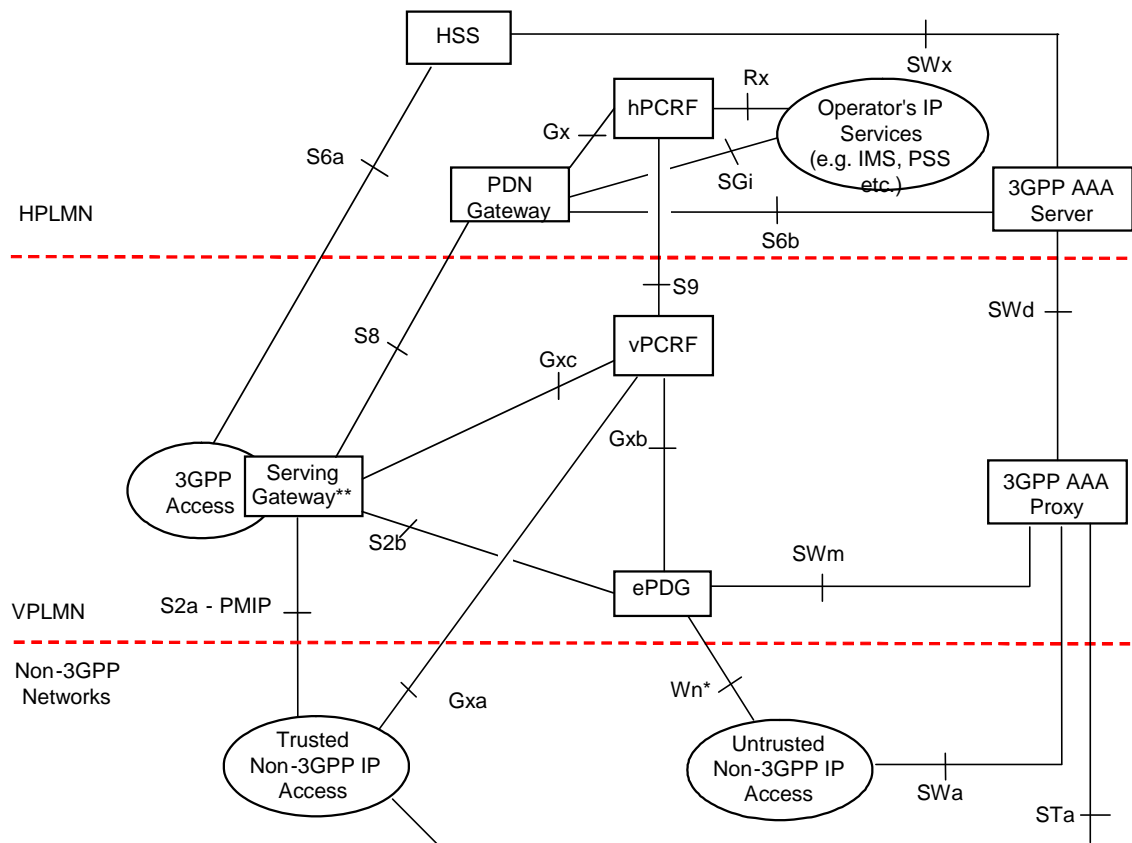 HSS
SWx
hPCRF
Rx
Operator's IP
Services
(e.g. IMS, PSS
etc.)
Gx
S6a
SGi
PDN
Gateway
3GPP AAA
Server
HPLMN
S6b
S9
SWd
S8
vPCRF
Gxc
Gxb
3GPP
Access
Serving
Gateway**
3GPP AAA
Proxy
S2b
SWm
ePDG
S2a - PMIP
VPLMN
Non-3GPP
Networks
Gxa
Wn*
Trusted
Non-3GPP IP
Access
Untrusted
Non-3GPP IP
Access
SWa
STa